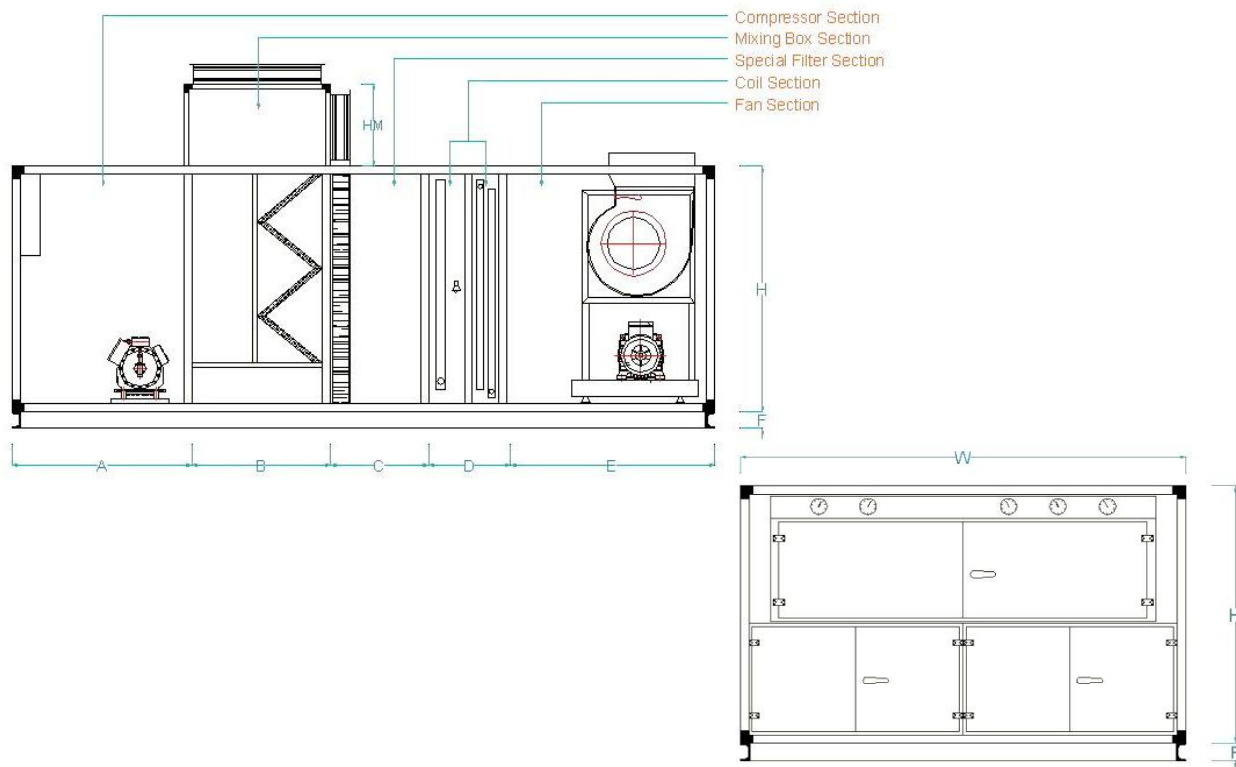 Compressor Section
Mixing Box Section
Special Filter Section
Coil Section
Fan Section
HM
H
F
A B C D E
W
H
F